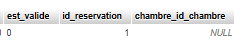 est_valide id_reservation chambre_id_chambre
0 1 NULL